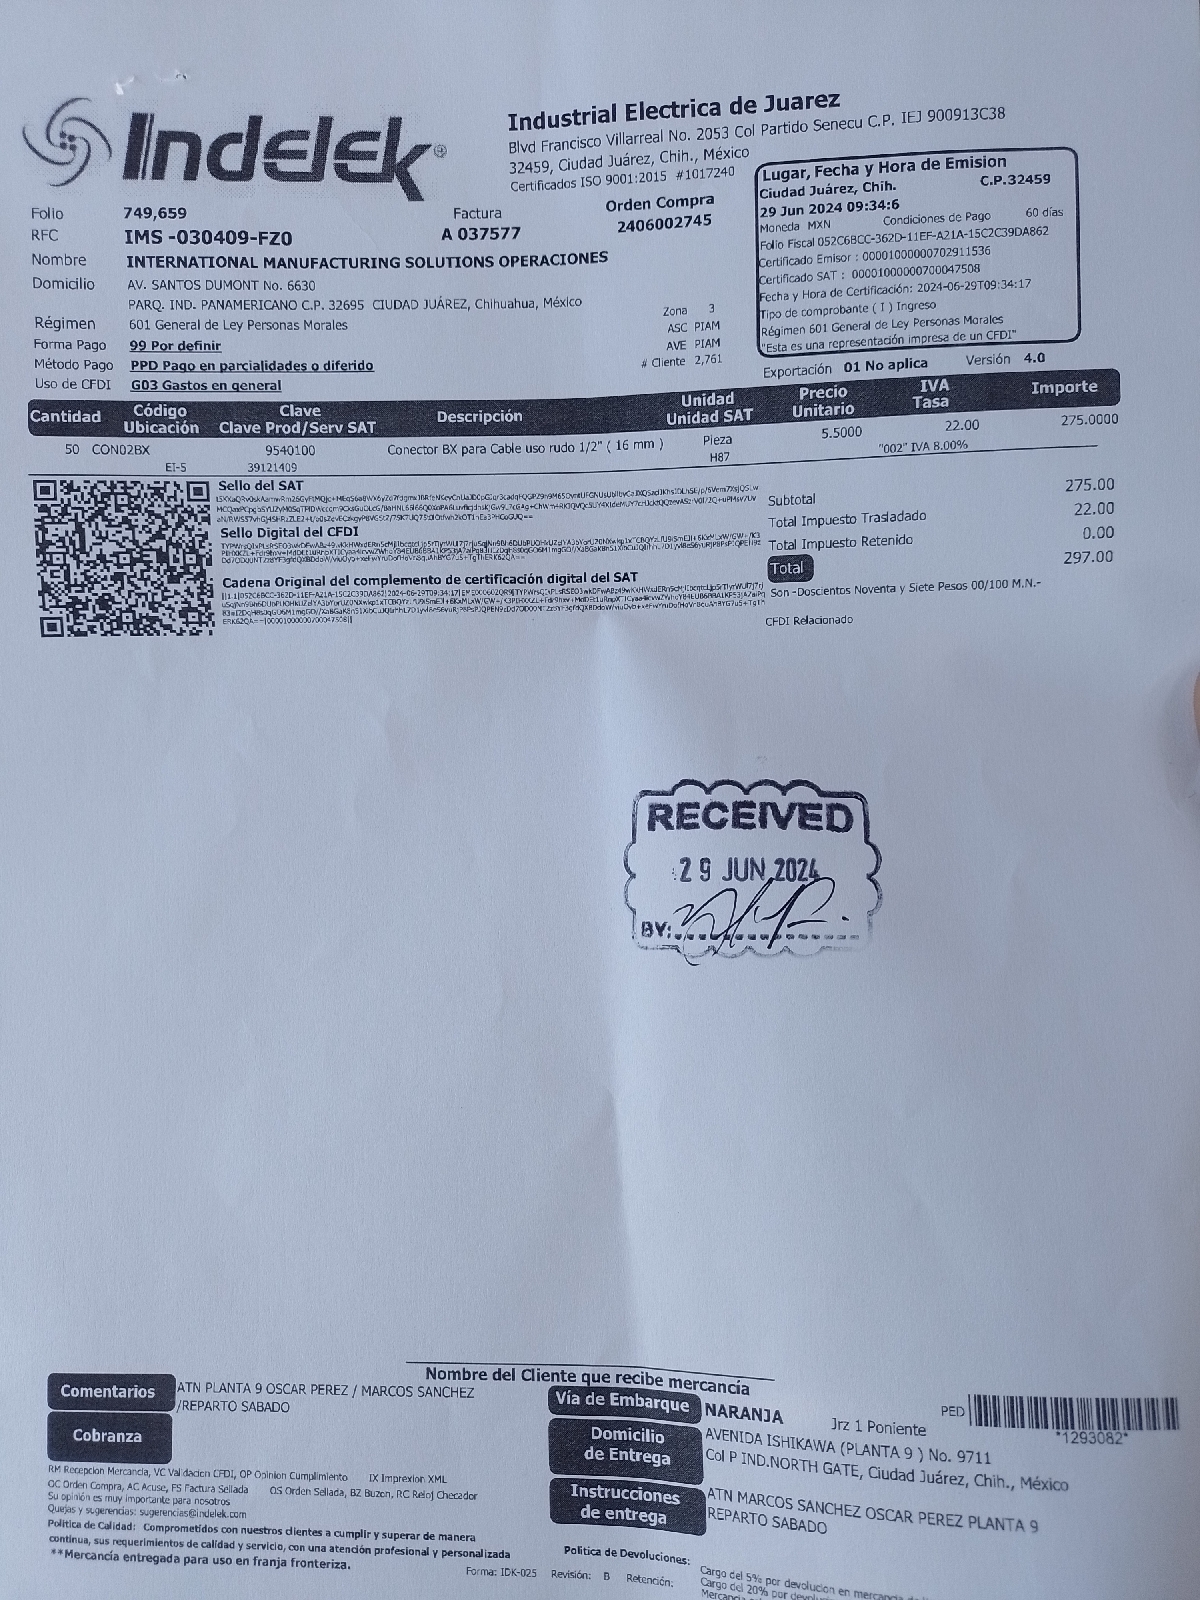 Indelek®
Industrial Electrica de Juarez
Blvd Francisco Villarreal No. 2053 Col Partido Senecu C.P. IEJ 900913C38
32459, Ciudad Juárez, Chih., México
Certificados ISO 9001:2015 #1017240
Folio 749,659 Factura Orden Compra
RFC IMS -030409-FZ0 A 037577 2406002745
Nombre INTERNATIONAL MANUFACTURING SOLUTIONS OPERACIONES
Domicilio AV. SANTOS DUMONT No. 6630
PARQ. IND. PANAMERICANO C.P. 32695 CIUDAD JUÁREZ, Chihuahua, México
Régimen 601 General de Ley Personas Morales
Forma Pago 99 Por definir
Método Pago PPD Pago en parcialidades o diferido
Uso de CFDI G03 Gastos en general
Zona 3
ASC PIAM
AVE PIAM
# Cliente 2,761
Lugar, Fecha y Hora de Emision
Ciudad Juárez, Chih. C.P.32459
29 Jun 2024 09:34:6
Moneda MXN Condiciones de Pago 60 días
Folio Fiscal 052C6BCC-362D-11EF-A21A-15C2C39DA862
Certificado Emisor : 00001000000702911536
Certificado SAT : 00001000000700047508
Fecha y Hora de Certificación: 2024-06-29T09:34:17
Tipo de comprobante ( I ) Ingreso
Régimen 601 General de Ley Personas Morales
"Esta es una representación impresa de un CFDI"
Exportación 01 No aplica Versión 4.0
Cantidad Código Ubicación Clave Clave Prod/Serv SAT Descripción Unidad Unidad SAT Precio Unitario IVA Tasa Importe
50 CON02BX 9540100 Conector BX para Cable uso rudo 1/2" ( 16 mm ) Pieza 5.5000 22.00 275.0000
EI-5 39121409 H87 "002" IVA 8.00%
Sello del SAT
Sello Digital del CFDI
Cadena Original del complemento de certificación digital del SAT
Subtotal 275.00
Total Impuesto Trasladado 22.00
Total Impuesto Retenido 0.00
Total 297.00
Son -Doscientos Noventa y Siete Pesos 00/100 M.N.-
CFDI Relacionado
RECEIVED
29 JUN 2024
BY:
Nombre del Cliente que recibe mercancía
Comentarios ATN PLANTA 9 OSCAR PEREZ / MARCOS SANCHEZ
/REPARTO SABADO
Cobranza
Vía de Embarque NARANJA Jrz 1 Poniente
PED *1293082*
Domicilio de Entrega AVENIDA ISHIKAWA (PLANTA 9 ) No. 9711
Col P IND.NORTH GATE, Ciudad Juárez, Chih., México
Instrucciones de entrega ATN MARCOS SANCHEZ OSCAR PEREZ PLANTA 9
REPARTO SABADO
RM Recepcion Mercancia, VC Validacion CFDI, OP Opinion Cumplimiento IX Impresion XML
OC Orden Compra, AC Acuse, FS Factura Sellada OS Orden Sellada, BZ Buzon, RC Reloj Checador
Su opinión es muy importante para nosotros
Quejas y sugerencias: sugerencias@indelek.com
Politica de Calidad: Comprometidos con nuestros clientes a cumplir y superar de manera
continua, sus requerimientos de calidad y servicio, con una atención profesional y personalizada
**Mercancía entregada para uso en franja fronteriza.
Forma: IDK-025 Revisión: B Retención:
Politica de Devoluciones:
Cargo del 5% por devolucion en mercancia
Cargo del 20% por